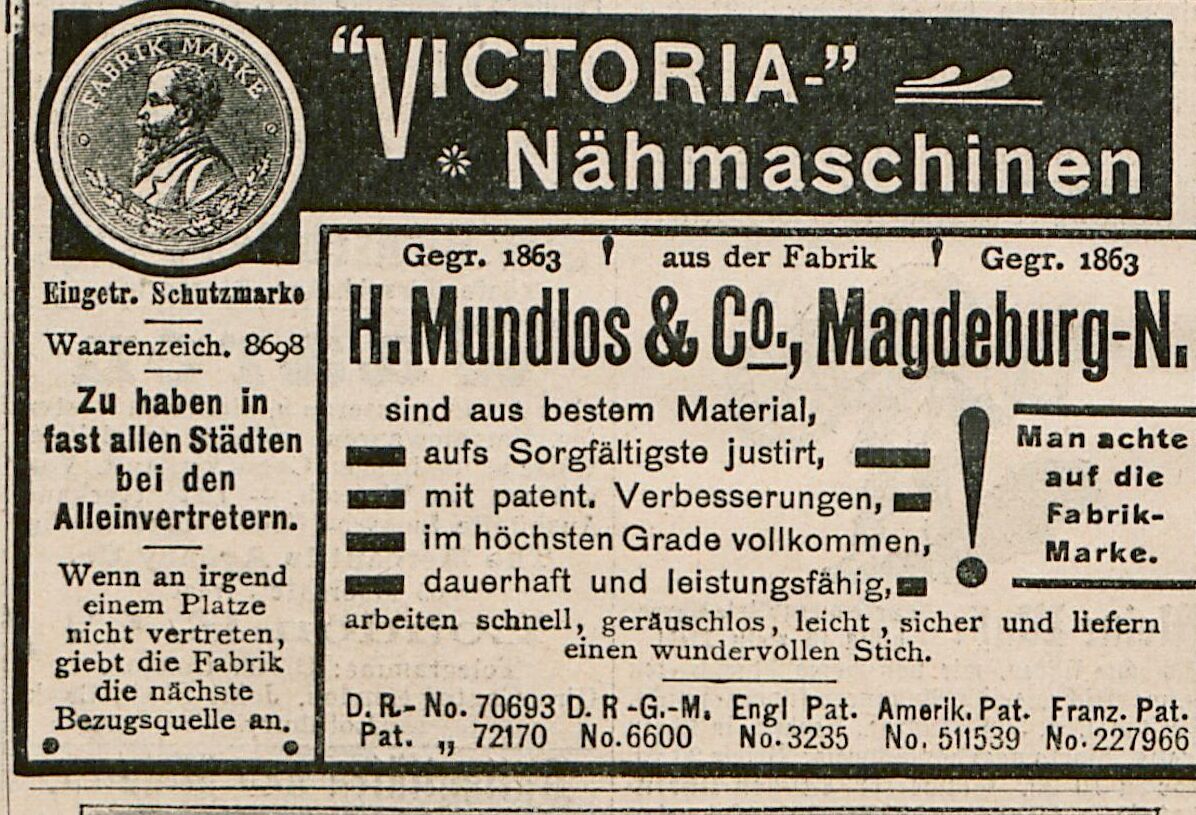 FABRIK MARKE
“VICTORIA-”
Nähmaschinen
Eingetr. Schutzmarke
Waarenzeich. 8698
Zu haben in
fast allen Städten
bei den
Alleinvertretern.
Wenn an irgend
einem Platze
nicht vertreten,
giebt die Fabrik
die nächste
Bezugsquelle an.
Gegr. 1863 aus der Fabrik Gegr. 1863
H. Mundlos & Co., Magdeburg-N.
sind aus bestem Material,
aufs Sorgfältigste justirt,
mit patent. Verbesserungen,
im höchsten Grade vollkommen,
dauerhaft und leistungsfähig,
! Man achte
auf die
Fabrik-
Marke.
arbeiten schnell, geräuschlos, leicht, sicher und liefern
einen wundervollen Stich.
D. R.- No. 70693 D. R -G.-M. Engl Pat. Amerik. Pat. Franz. Pat.
Pat. „ 72170 No. 6600 No. 3235 No. 511539 No. 227966